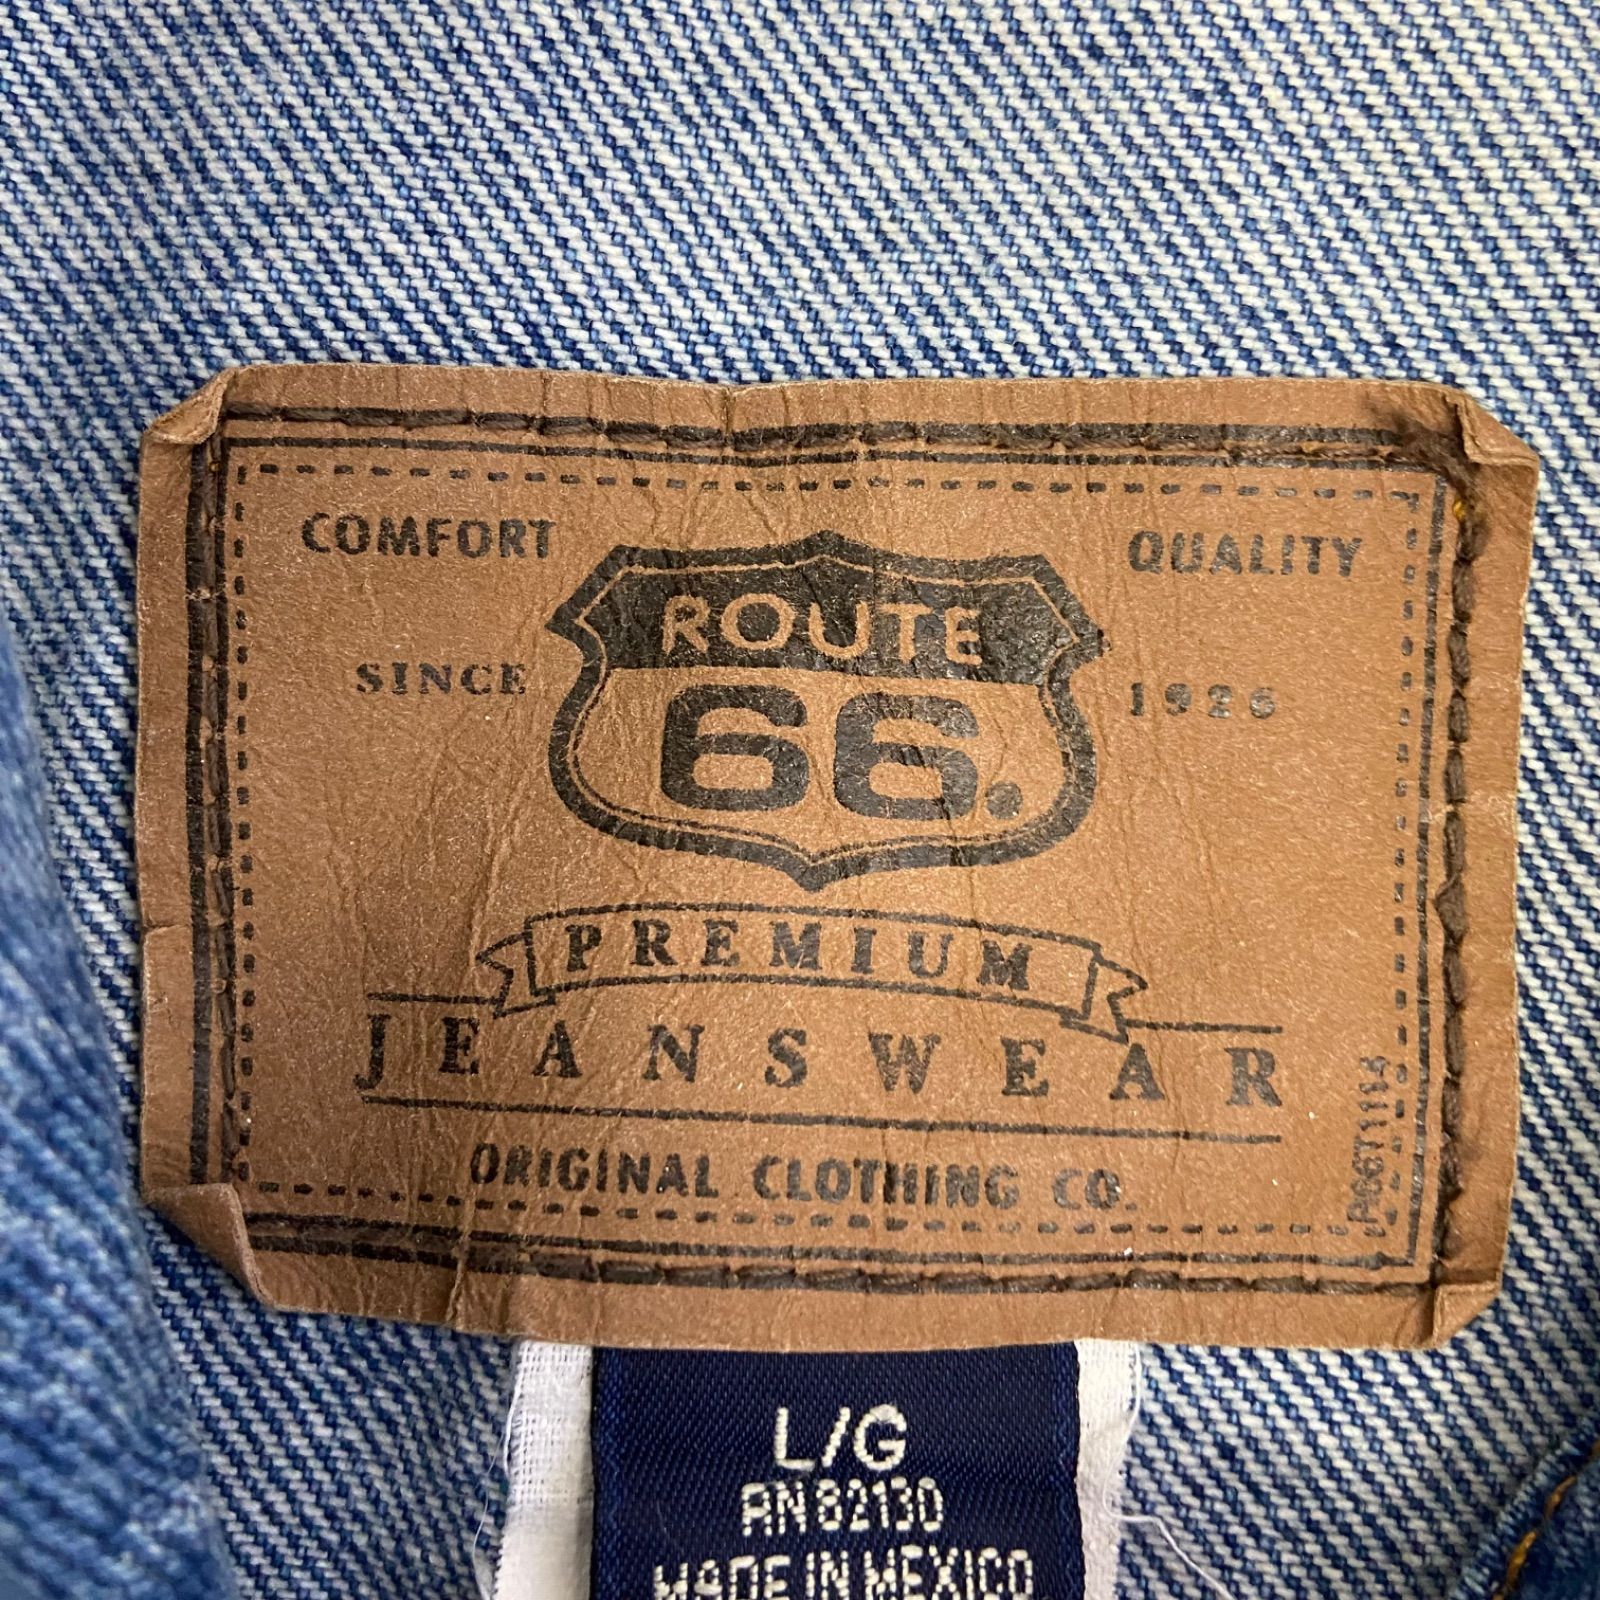 COMFORT QUALITY
ROUTE
SINCE 1926
66.
PREMIUM
JEANSWEAR
ORIGINAL CLOTHING CO.
L/G
RN 82130
MADE IN MEXICO